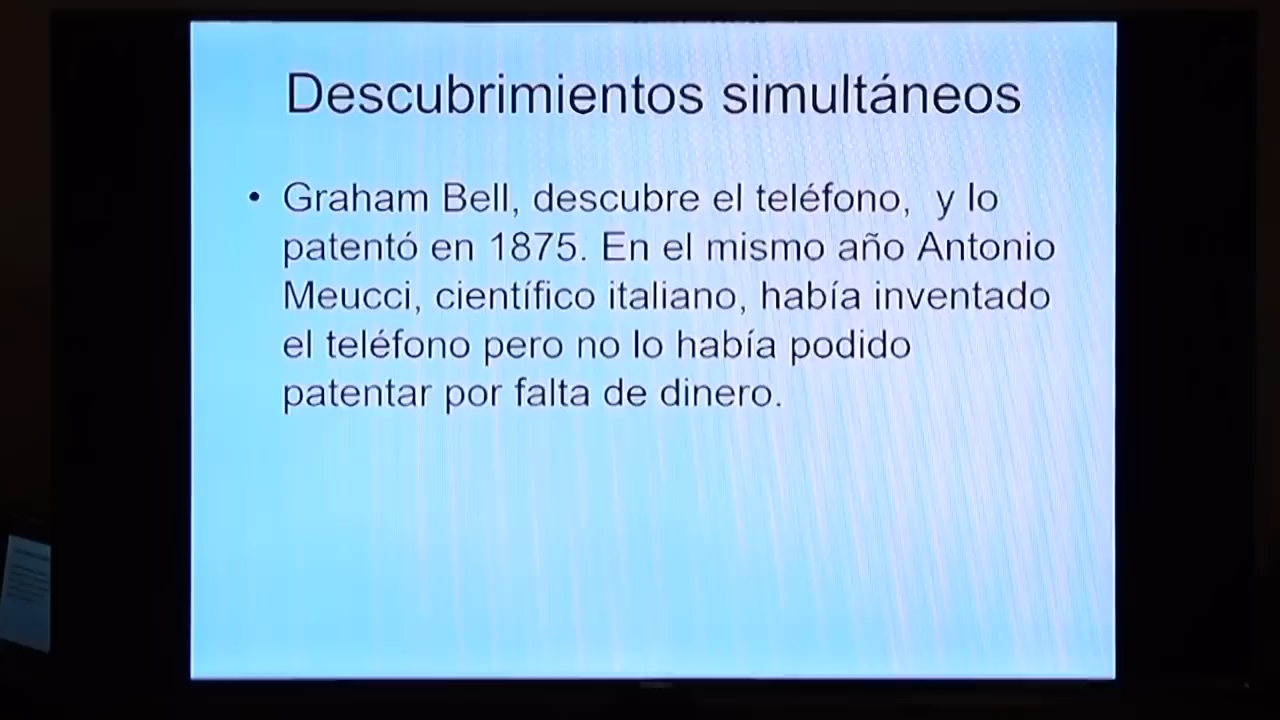 Descubrimientos simultáneos
• Graham Bell, descubre el teléfono, y lo
patentó en 1875. En el mismo año Antonio
Meucci, científico italiano, había inventado
el teléfono pero no lo había podido
patentar por falta de dinero.